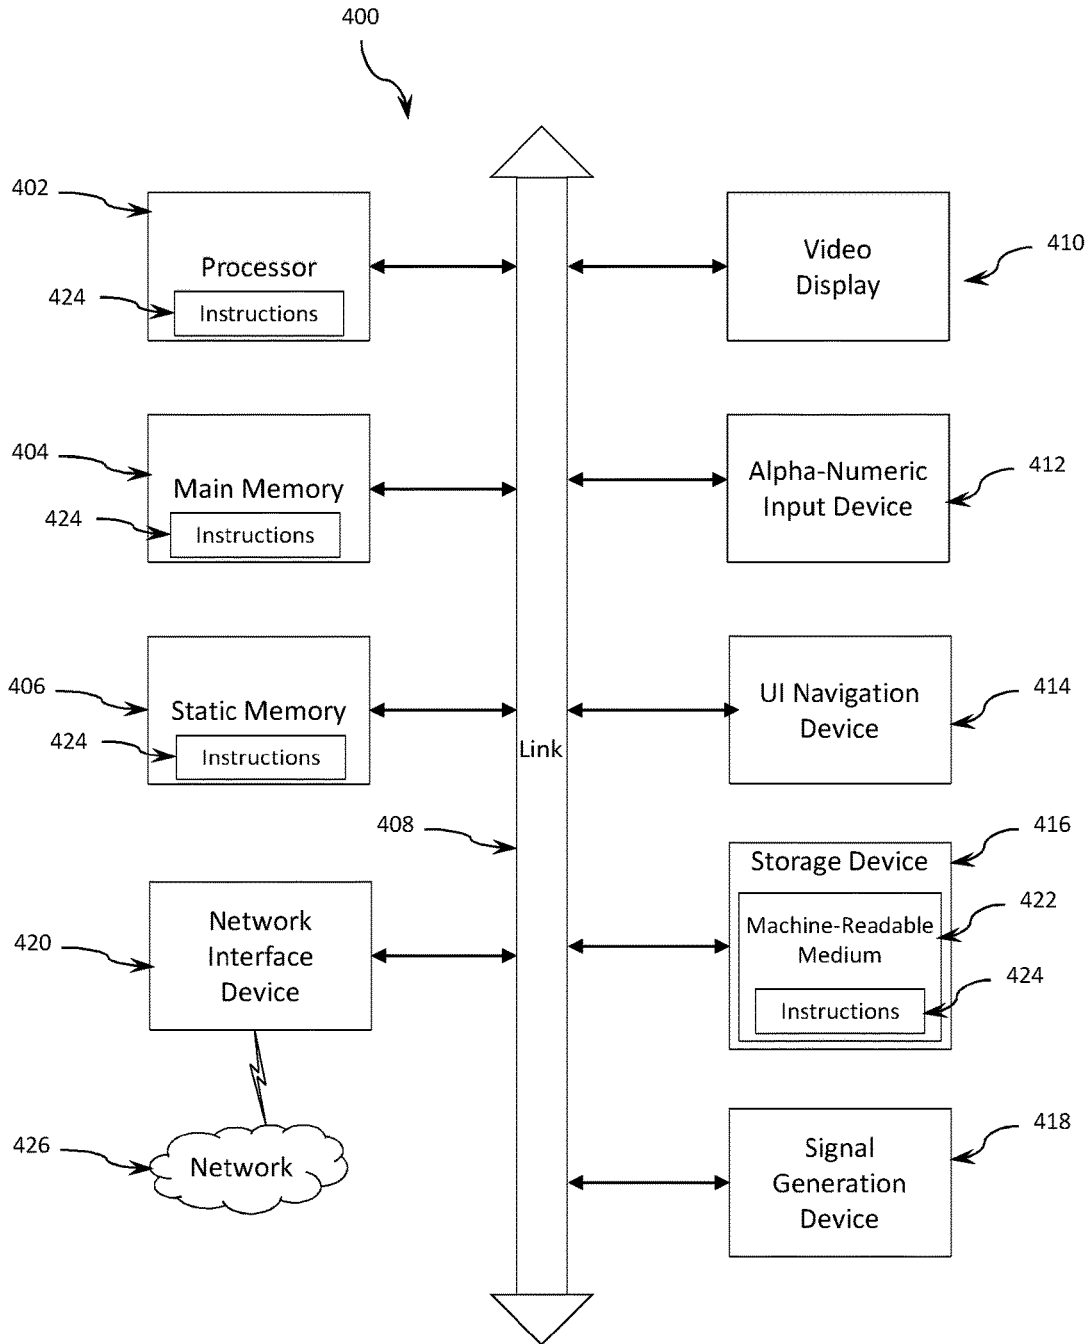 400
402
Processor
424
Instructions
Video
Display
410
404
Main Memory
424
Instructions
Alpha-Numeric
Input Device
412
406
Static Memory
424
Instructions
UI Navigation
Device
414
Link
408
416
Storage Device
422
Machine-Readable
Medium
424
Instructions
420
Network
Interface
Device
426
Network
418
Signal
Generation
Device